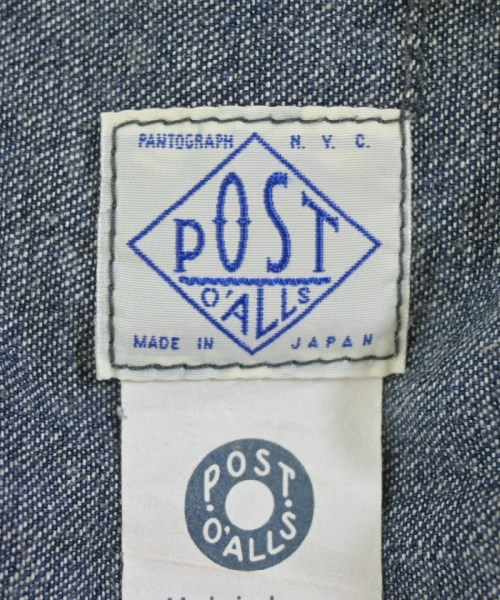 PANTOGRAPH N. Y. C.
POST
O'ALLS
MADE IN JAPAN
POST
O'ALLS